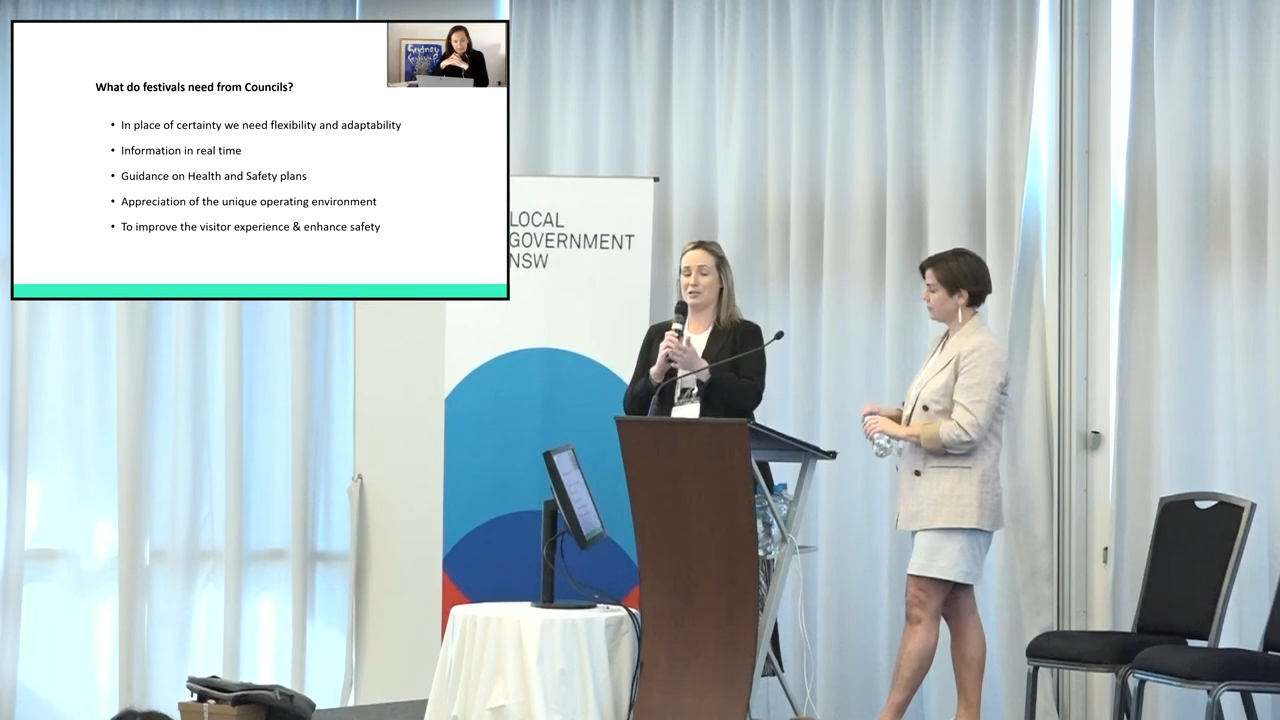 What do festivals need from Councils?
• In place of certainty we need flexibility and adaptability
• Information in real time
• Guidance on Health and Safety plans
• Appreciation of the unique operating environment
• To improve the visitor experience & enhance safety
Sydney
LOCAL
GOVERNMENT
NSW